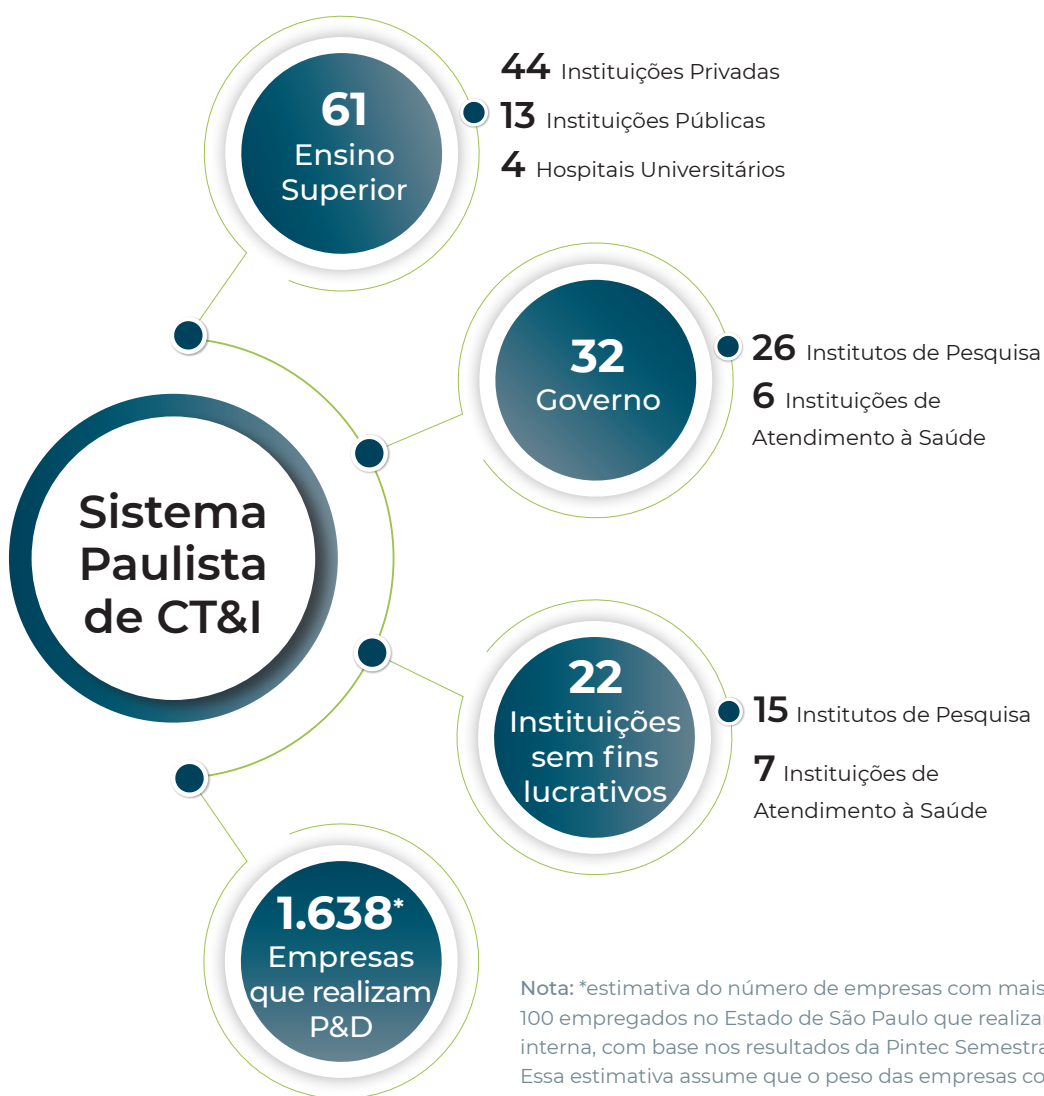 61
Ensino
Superior
44 Instituições Privadas
13 Instituições Públicas
4 Hospitais Universitários
32
Governo
26 Institutos de Pesquisa
6 Instituições de
Atendimento à Saúde
Sistema
Paulista
de CT&I
22
Instituições
sem fins
lucrativos
15 Institutos de Pesquisa
7 Instituições de
Atendimento à Saúde
1.638*
Empresas
que realizam
P&D
Nota: *estimativa do número de empresas com mais
100 empregados no Estado de São Paulo que
interna, com base nos resultados da Pintec
Essa estimativa assume que o peso das empresas